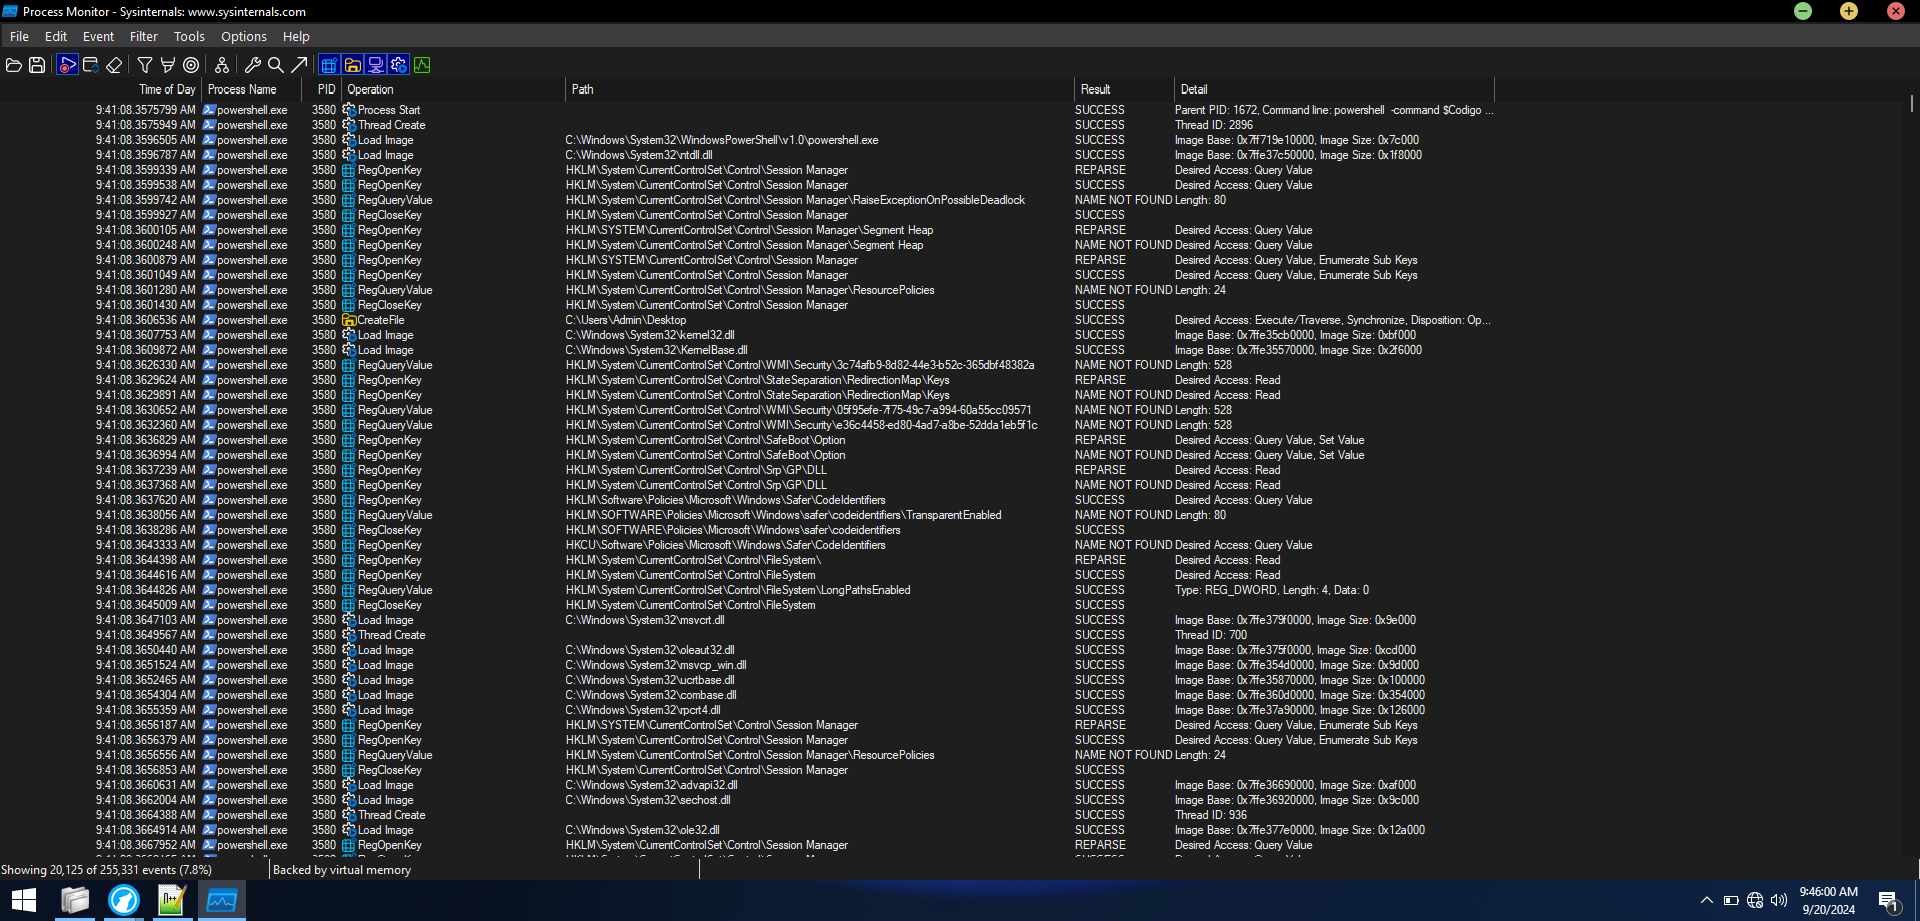 Process Monitor - Sysinternals: www.sysinternals.com
File Edit Event Filter Tools Options Help
Time of Day Process Name PID Operation Path Result Detail
9:41:08.3575799 AM powershell.exe 3580 Process Start SUCCESS Parent PID: 1672, Command line: powershell -command $Codigo ...
9:41:08.3575949 AM powershell.exe 3580 Thread Create SUCCESS Thread ID: 2896
9:41:08.3596505 AM powershell.exe 3580 Load Image C:\Windows\System32\WindowsPowerShell\v1.0\powershell.exe SUCCESS Image Base: 0x7ff719e10000, Image Size: 0x7c000
9:41:08.3596787 AM powershell.exe 3580 Load Image C:\Windows\System32\ntdll.dll SUCCESS Image Base: 0x7ffe37c50000, Image Size: 0x1f8000
9:41:08.3599339 AM powershell.exe 3580 RegOpenKey HKLM\System\CurrentControlSet\Control\Session Manager REPARSE Desired Access: Query Value
9:41:08.3599538 AM powershell.exe 3580 RegOpenKey HKLM\System\CurrentControlSet\Control\Session Manager SUCCESS Desired Access: Query Value
9:41:08.3599742 AM powershell.exe 3580 RegQueryValue HKLM\System\CurrentControlSet\Control\Session Manager\RaiseExceptionOnPossibleDeadlock NAME NOT FOUND Length: 80
9:41:08.3599927 AM powershell.exe 3580 RegCloseKey HKLM\System\CurrentControlSet\Control\Session Manager SUCCESS
9:41:08.3600105 AM powershell.exe 3580 RegOpenKey HKLM\SYSTEM\CurrentControlSet\Control\Session Manager\Segment Heap REPARSE Desired Access: Query Value
9:41:08.3600248 AM powershell.exe 3580 RegOpenKey HKLM\System\CurrentControlSet\Control\Session Manager\Segment Heap NAME NOT FOUND Desired Access: Query Value
9:41:08.3600879 AM powershell.exe 3580 RegOpenKey HKLM\SYSTEM\CurrentControlSet\Control\Session Manager REPARSE Desired Access: Query Value, Enumerate Sub Keys
9:41:08.3601049 AM powershell.exe 3580 RegOpenKey HKLM\System\CurrentControlSet\Control\Session Manager SUCCESS Desired Access: Query Value, Enumerate Sub Keys
9:41:08.3601280 AM powershell.exe 3580 RegQueryValue HKLM\System\CurrentControlSet\Control\Session Manager\ResourcePolicies NAME NOT FOUND Length: 24
9:41:08.3601430 AM powershell.exe 3580 RegCloseKey HKLM\System\CurrentControlSet\Control\Session Manager SUCCESS
9:41:08.3606536 AM powershell.exe 3580 CreateFile C:\Users\Admin\Desktop SUCCESS Desired Access: Execute/Traverse, Synchronize, Disposition: Op...
9:41:08.3607753 AM powershell.exe 3580 Load Image C:\Windows\System32\kernel32.dll SUCCESS Image Base: 0x7ffe35cb0000, Image Size: 0xbf000
9:41:08.3609872 AM powershell.exe 3580 Load Image C:\Windows\System32\KernelBase.dll SUCCESS Image Base: 0x7ffe35570000, Image Size: 0x2f6000
9:41:08.3626330 AM powershell.exe 3580 RegQueryValue HKLM\System\CurrentControlSet\Control\WMI\Security\3c74afb9-8d82-44e3-b52c-365dbf48382a NAME NOT FOUND Length: 528
9:41:08.3629624 AM powershell.exe 3580 RegOpenKey HKLM\System\CurrentControlSet\Control\StateSeparation\RedirectionMap\Keys REPARSE Desired Access: Read
9:41:08.3629891 AM powershell.exe 3580 RegOpenKey HKLM\System\CurrentControlSet\Control\StateSeparation\RedirectionMap\Keys NAME NOT FOUND Desired Access: Read
9:41:08.3630652 AM powershell.exe 3580 RegQueryValue HKLM\System\CurrentControlSet\Control\WMI\Security\05f95efe-7f75-49c7-a994-60a55cc09571 NAME NOT FOUND Length: 528
9:41:08.3632360 AM powershell.exe 3580 RegQueryValue HKLM\System\CurrentControlSet\Control\WMI\Security\e36c4458-ed80-4ad7-a8be-52dda1eb5f1c NAME NOT FOUND Length: 528
9:41:08.3636829 AM powershell.exe 3580 RegOpenKey HKLM\System\CurrentControlSet\Control\SafeBoot\Option REPARSE Desired Access: Query Value, Set Value
9:41:08.3636994 AM powershell.exe 3580 RegOpenKey HKLM\System\CurrentControlSet\Control\SafeBoot\Option NAME NOT FOUND Desired Access: Query Value, Set Value
9:41:08.3637239 AM powershell.exe 3580 RegOpenKey HKLM\System\CurrentControlSet\Control\Srp\GP\DLL REPARSE Desired Access: Read
9:41:08.3637368 AM powershell.exe 3580 RegOpenKey HKLM\System\CurrentControlSet\Control\Srp\GP\DLL NAME NOT FOUND Desired Access: Read
9:41:08.3637620 AM powershell.exe 3580 RegOpenKey HKLM\Software\Policies\Microsoft\Windows\Safer\CodeIdentifiers SUCCESS Desired Access: Query Value
9:41:08.3638056 AM powershell.exe 3580 RegQueryValue HKLM\SOFTWARE\Policies\Microsoft\Windows\safer\codeidentifiers\TransparentEnabled NAME NOT FOUND Length: 80
9:41:08.3638286 AM powershell.exe 3580 RegCloseKey HKLM\SOFTWARE\Policies\Microsoft\Windows\safer\codeidentifiers SUCCESS
9:41:08.3643333 AM powershell.exe 3580 RegOpenKey HKCU\Software\Policies\Microsoft\Windows\Safer\CodeIdentifiers NAME NOT FOUND Desired Access: Query Value
9:41:08.3644398 AM powershell.exe 3580 RegOpenKey HKLM\System\CurrentControlSet\Control\FileSystem\ REPARSE Desired Access: Read
9:41:08.3644616 AM powershell.exe 3580 RegOpenKey HKLM\System\CurrentControlSet\Control\FileSystem SUCCESS Desired Access: Read
9:41:08.3644826 AM powershell.exe 3580 RegQueryValue HKLM\System\CurrentControlSet\Control\FileSystem\LongPathsEnabled SUCCESS Type: REG_DWORD, Length: 4, Data: 0
9:41:08.3645009 AM powershell.exe 3580 RegCloseKey HKLM\System\CurrentControlSet\Control\FileSystem SUCCESS
9:41:08.3647103 AM powershell.exe 3580 Load Image C:\Windows\System32\msvcrt.dll SUCCESS Image Base: 0x7ffe379f0000, Image Size: 0x9e000
9:41:08.3649567 AM powershell.exe 3580 Thread Create SUCCESS Thread ID: 700
9:41:08.3650440 AM powershell.exe 3580 Load Image C:\Windows\System32\oleaut32.dll SUCCESS Image Base: 0x7ffe375f0000, Image Size: 0xcd000
9:41:08.3651524 AM powershell.exe 3580 Load Image C:\Windows\System32\msvcp_win.dll SUCCESS Image Base: 0x7ffe354d0000, Image Size: 0x9d000
9:41:08.3652465 AM powershell.exe 3580 Load Image C:\Windows\System32\ucrtbase.dll SUCCESS Image Base: 0x7ffe35870000, Image Size: 0x100000
9:41:08.3654304 AM powershell.exe 3580 Load Image C:\Windows\System32\combase.dll SUCCESS Image Base: 0x7ffe360d0000, Image Size: 0x354000
9:41:08.3655359 AM powershell.exe 3580 Load Image C:\Windows\System32\rpcrt4.dll SUCCESS Image Base: 0x7ffe37a90000, Image Size: 0x126000
9:41:08.3656187 AM powershell.exe 3580 RegOpenKey HKLM\SYSTEM\CurrentControlSet\Control\Session Manager REPARSE Desired Access: Query Value, Enumerate Sub Keys
9:41:08.3656379 AM powershell.exe 3580 RegOpenKey HKLM\System\CurrentControlSet\Control\Session Manager SUCCESS Desired Access: Query Value, Enumerate Sub Keys
9:41:08.3656556 AM powershell.exe 3580 RegQueryValue HKLM\System\CurrentControlSet\Control\Session Manager\ResourcePolicies NAME NOT FOUND Length: 24
9:41:08.3656853 AM powershell.exe 3580 RegCloseKey HKLM\System\CurrentControlSet\Control\Session Manager SUCCESS
9:41:08.3660631 AM powershell.exe 3580 Load Image C:\Windows\System32\advapi32.dll SUCCESS Image Base: 0x7ffe36690000, Image Size: 0xaf000
9:41:08.3662004 AM powershell.exe 3580 Load Image C:\Windows\System32\sechost.dll SUCCESS Image Base: 0x7ffe36920000, Image Size: 0x9c000
9:41:08.3664388 AM powershell.exe 3580 Thread Create SUCCESS Thread ID: 936
9:41:08.3664914 AM powershell.exe 3580 Load Image C:\Windows\System32\ole32.dll SUCCESS Image Base: 0x7ffe377e0000, Image Size: 0x12a000
9:41:08.3667952 AM powershell.exe 3580 RegOpenKey HKLM\System\CurrentControlSet\Control\Session Manager REPARSE Desired Access: Query Value
Showing 20,125 of 255,331 events (7.8%) Backed by virtual memory
9:46:00 AM
9/20/2024
1